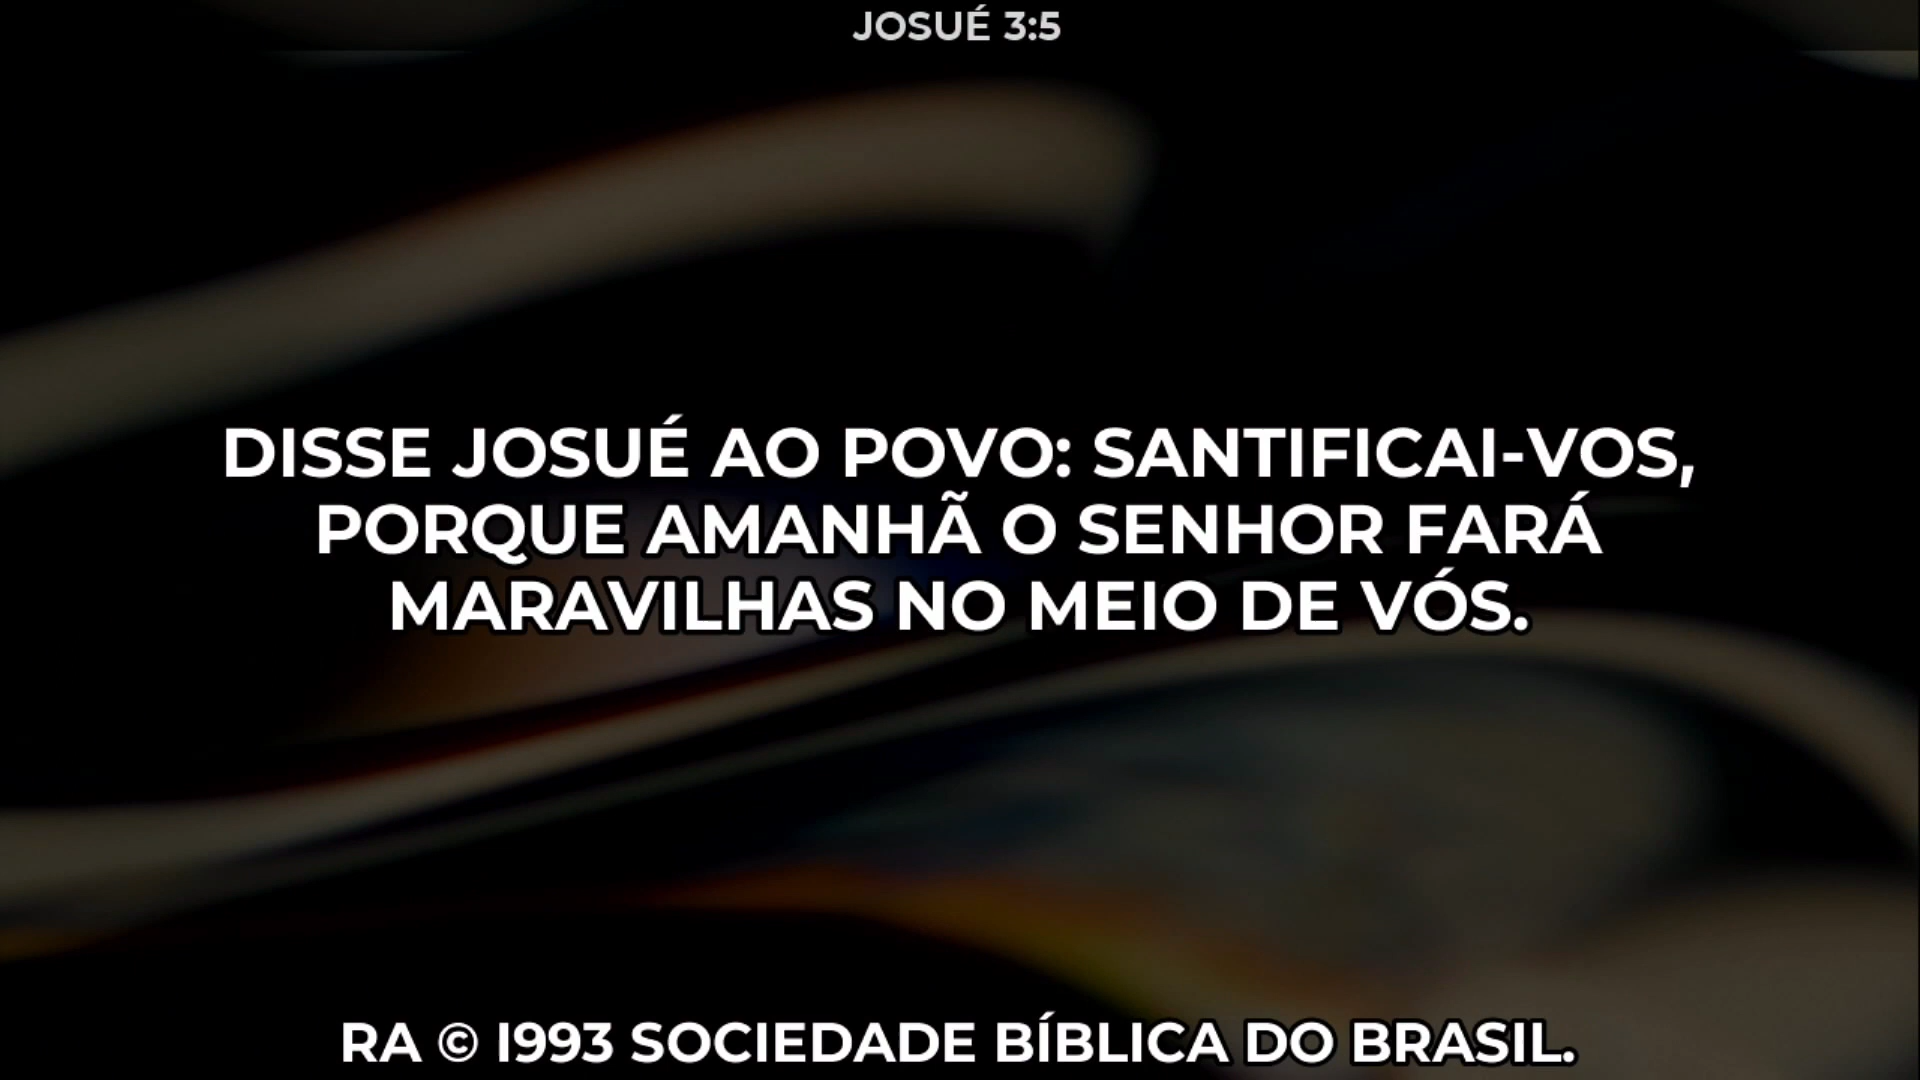 JOSUÉ 3:5
DISSE JOSUÉ AO POVO: SANTIFICAI-VOS,
PORQUE AMANHÃ O SENHOR FARÁ
MARAVILHAS NO MEIO DE VÓS.
RA © 1993 SOCIEDADE BÍBLICA DO BRASIL.